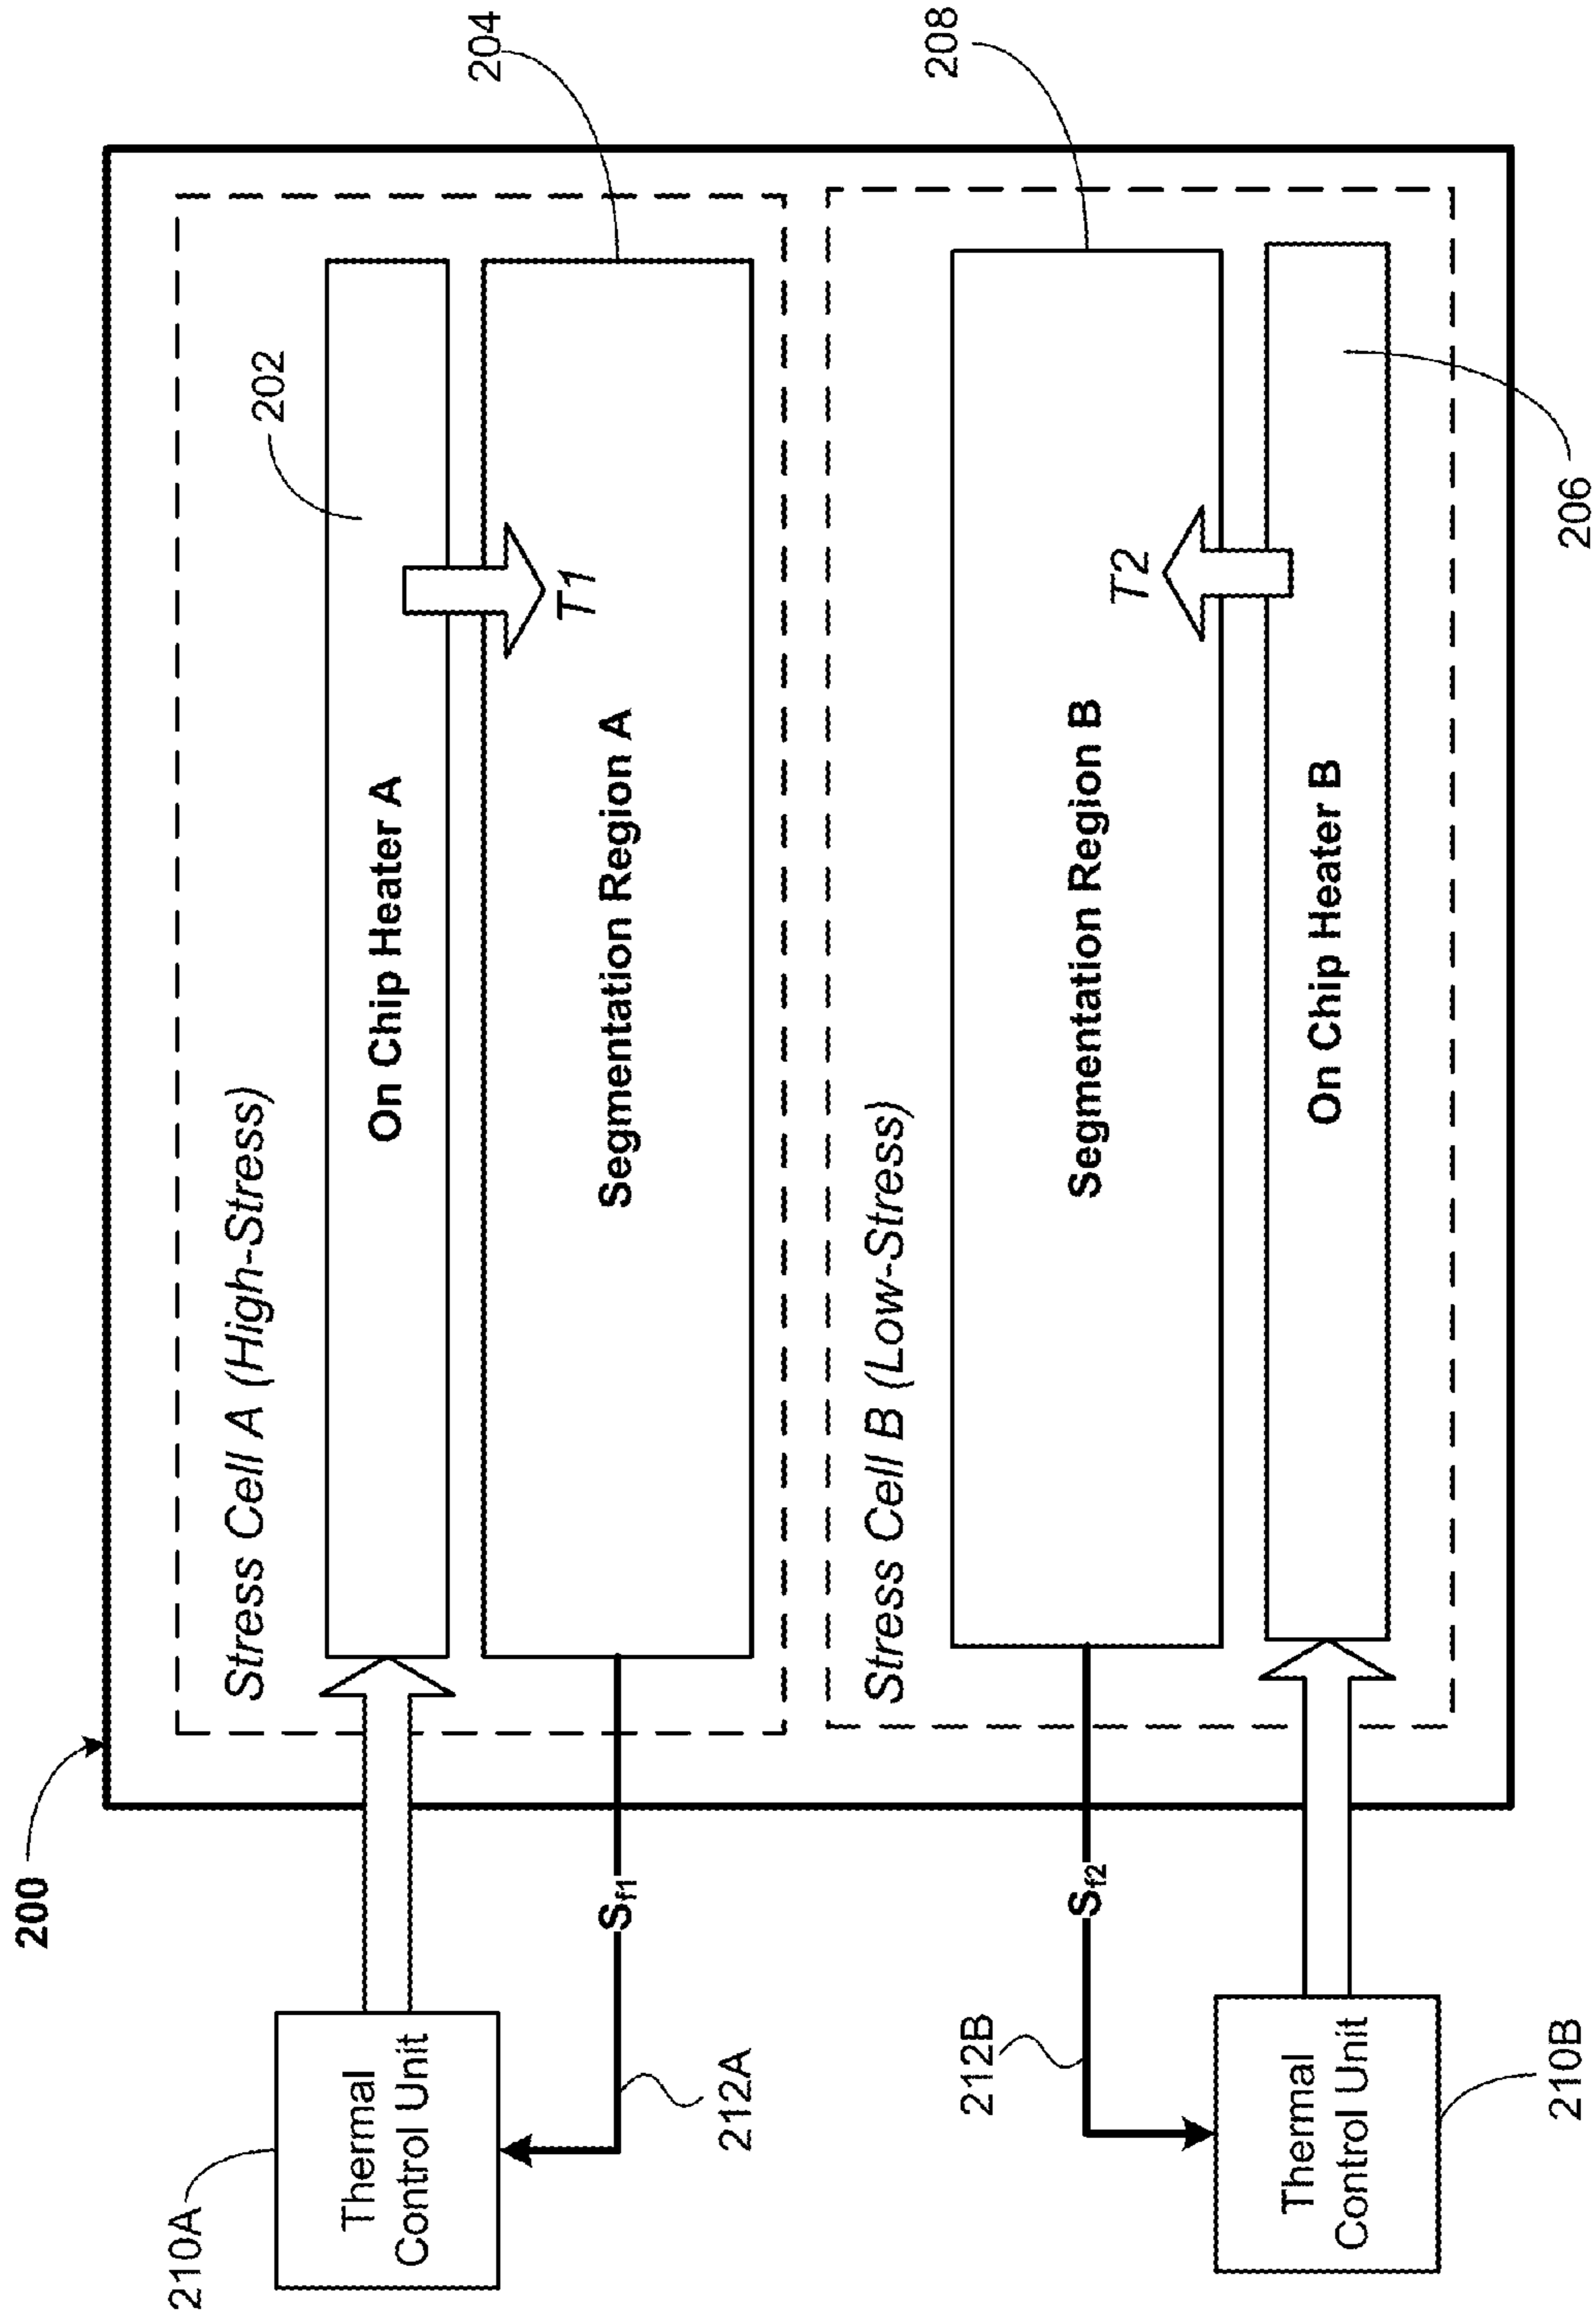 200
Stress Cell A (High-Stress)
202
On Chip Heater A
T1
Segmentation Region A
204
210A
Thermal
Control Unit
Sf1
212A
Stress Cell B (Low-Stress)
208
Segmentation Region B
T2
On Chip Heater B
206
212B
Sf2
Thermal
Control Unit
210B